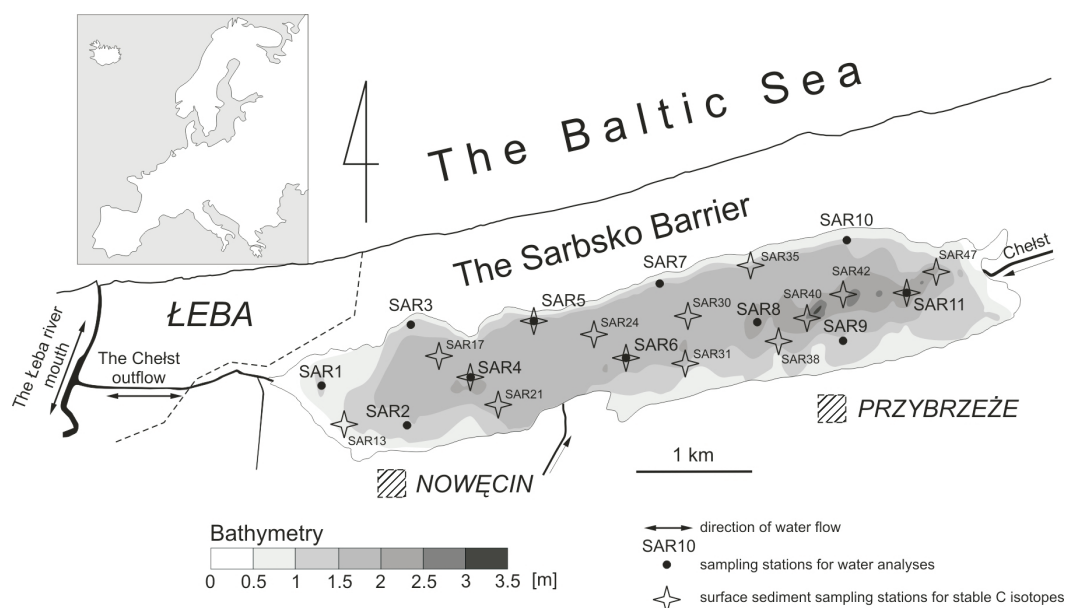 The Baltic Sea
The Sarbsko Barrier
SAR10
Chełst
SAR47
SAR35
SAR7
SAR42
SAR40
SAR11
SAR3
SAR5
SAR30
SAR8
ŁEBA
SAR24
SAR9
The Łeba river
mouth
The Chełst
outflow
SAR17
SAR6
SAR38
SAR31
SAR1
SAR4
SAR21
SAR2
SAR13
PRZYBRZEŻE
NOWĘCIN
1 km
Bathymetry
0 0.5 1 1.5 2 2.5 3 3.5 [m]
direction of water flow
SAR10
sampling stations for water analyses
surface sediment sampling stations for stable C isotopes